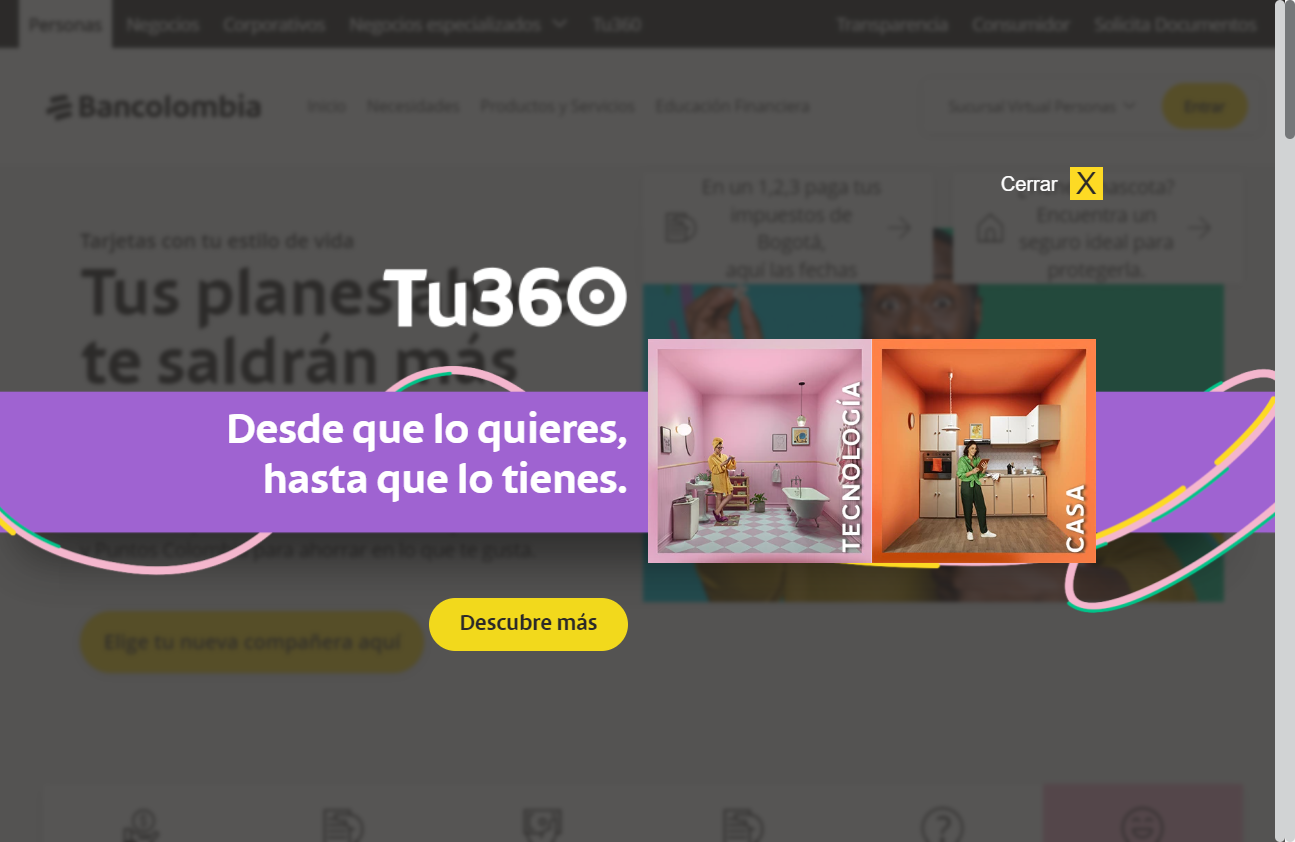 Personas Negocios Corporativos Negocios especializados Tu360 Transparencia Consumidor Solicita Documentos
Bancolombia Inicio Necesidades Productos y Servicios Educación Financiera Sucursal Virtual Personas Entrar
Cerrar X
En un 1,2,3 paga tus
impuestos de
Bogotá,
aquí las fechas
mascota?
Encuentra un
seguro ideal para
protegerla.
Tarjetas con tu estilo de vida
Tus planes
te saldrán más
Tu360
Desde que lo quieres,
hasta que lo tienes.
TECNOLOGÍA
CASA
Puntos Colombia para ahorrar en lo que te gusta.
Descubre más
Elige tu nueva compañera aquí